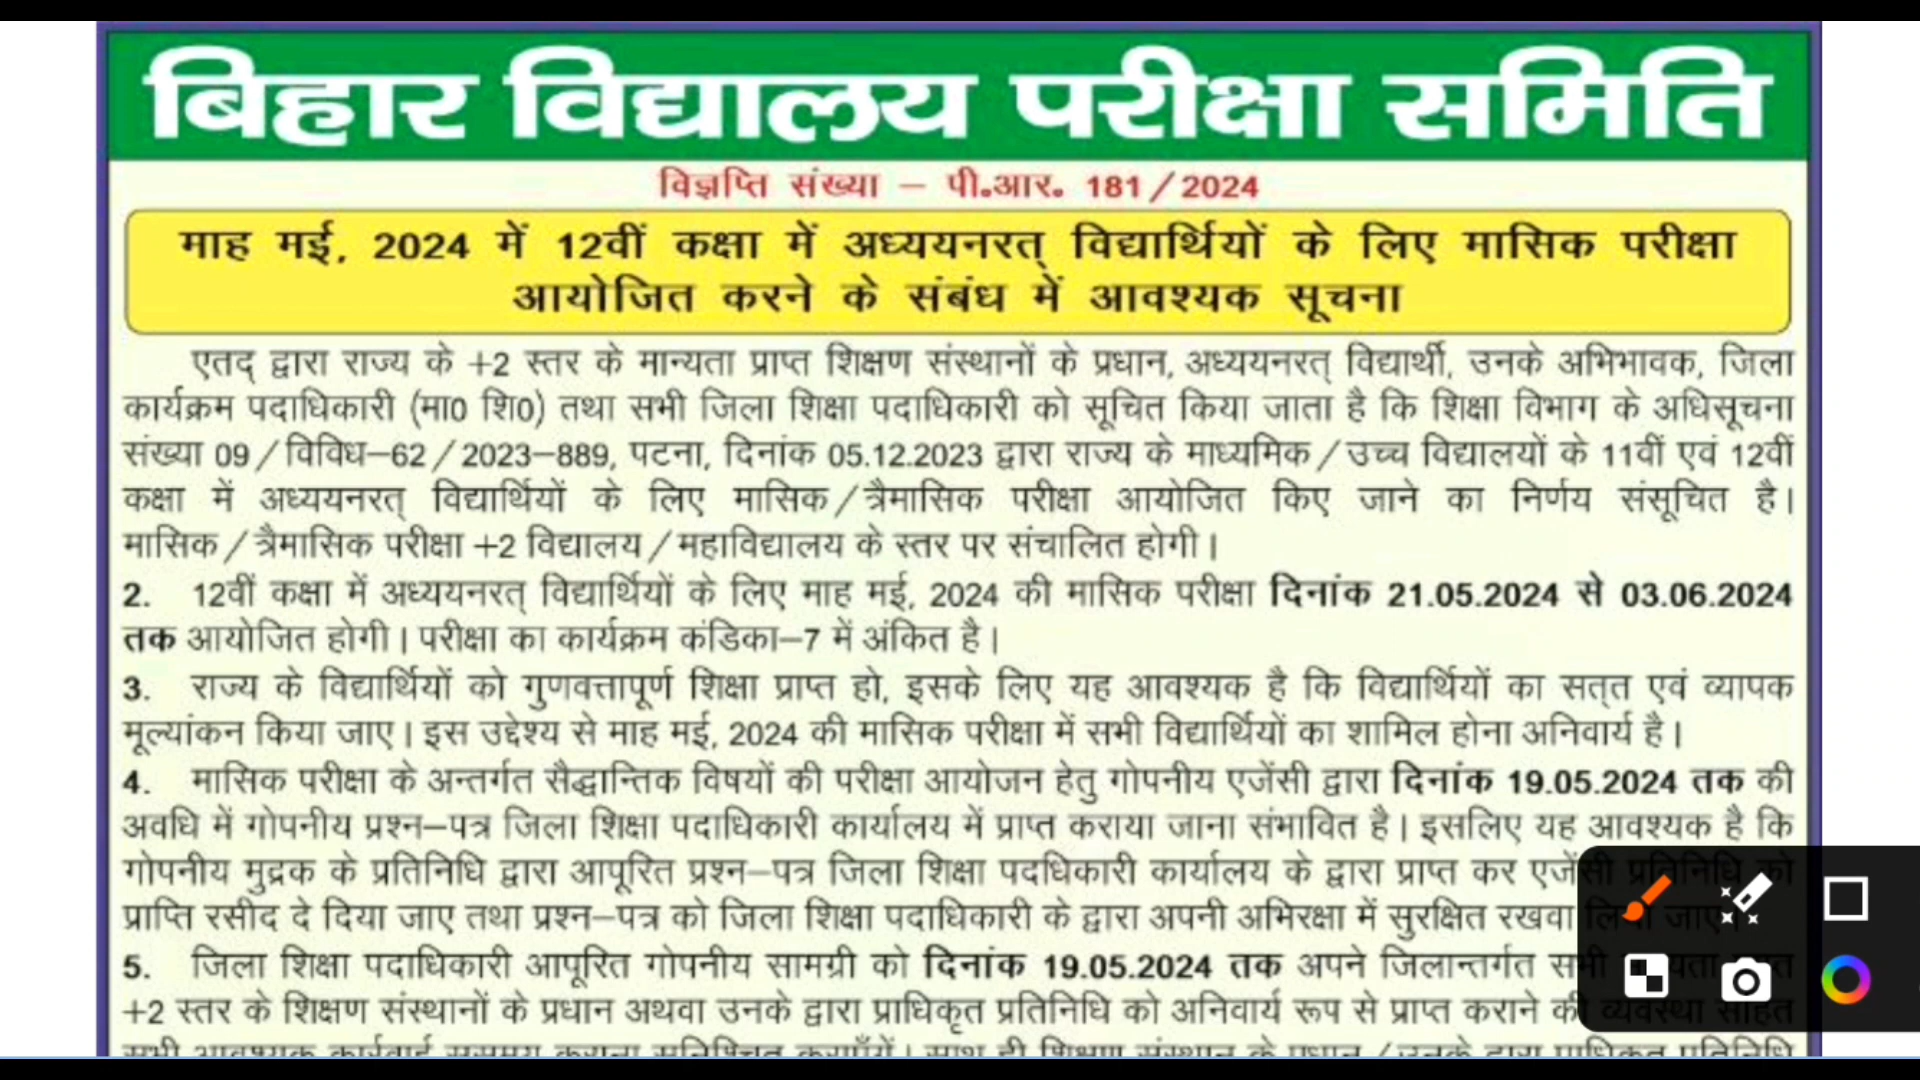 बिहार विद्यालय परीक्षा समिति
विज्ञप्ति संख्या – पी.आर. 181/2024
माह मई, 2024 में 12वीं कक्षा में अध्ययनरत् विद्यार्थियों के लिए मासिक परीक्षा
आयोजित करने के संबंध में आवश्यक सूचना
एतद् द्वारा राज्य के +2 स्तर के मान्यता प्राप्त शिक्षण संस्थानों के प्रधान, अध्ययनरत् विद्यार्थी, उनके अभिभावक, जिला
कार्यक्रम पदाधिकारी (मा0 शि0) तथा सभी जिला शिक्षा पदाधिकारी को सूचित किया जाता है कि शिक्षा विभाग के अधिसूचना
संख्या 09/विविध–62/2023–889, पटना, दिनांक 05.12.2023 द्वारा राज्य के माध्यमिक/उच्च विद्यालयों के 11वीं एवं 12वीं
कक्षा में अध्ययनरत् विद्यार्थियों के लिए मासिक/त्रैमासिक परीक्षा आयोजित किए जाने का निर्णय संसूचित है।
मासिक/त्रैमासिक परीक्षा +2 विद्यालय/महाविद्यालय के स्तर पर संचालित होगी।
2. 12वीं कक्षा में अध्ययनरत् विद्यार्थियों के लिए माह मई, 2024 की मासिक परीक्षा दिनांक 21.05.2024 से 03.06.2024
तक आयोजित होगी। परीक्षा का कार्यक्रम कंडिका–7 में अंकित है।
3. राज्य के विद्यार्थियों को गुणवत्तापूर्ण शिक्षा प्राप्त हो, इसके लिए यह आवश्यक है कि विद्यार्थियों का सत्त एवं व्यापक
मूल्यांकन किया जाए। इस उद्देश्य से माह मई, 2024 की मासिक परीक्षा में सभी विद्यार्थियों का शामिल होना अनिवार्य है।
4. मासिक परीक्षा के अन्तर्गत सैद्धान्तिक विषयों की परीक्षा आयोजन हेतु गोपनीय एजेंसी द्वारा दिनांक 19.05.2024 तक की
अवधि में गोपनीय प्रश्न–पत्र जिला शिक्षा पदाधिकारी कार्यालय में प्राप्त कराया जाना संभावित है। इसलिए यह आवश्यक है कि
गोपनीय मुद्रक के प्रतिनिधि द्वारा आपूरित प्रश्न–पत्र जिला शिक्षा पदधिकारी कार्यालय के द्वारा प्राप्त कर एजेंसी प्रतिनिधि को
प्राप्ति रसीद दे दिया जाए तथा प्रश्न–पत्र को जिला शिक्षा पदाधिकारी के द्वारा अपनी अभिरक्षा में सुरक्षित रखवा लिया जाए।
5. जिला शिक्षा पदाधिकारी आपूरित गोपनीय सामग्री को दिनांक 19.05.2024 तक अपने जिलान्तर्गत सभी
+2 स्तर के शिक्षण संस्थानों के प्रधान अथवा उनके द्वारा प्राधिकृत प्रतिनिधि को अनिवार्य रूप से प्राप्त कराने की व्यवस्था सहित